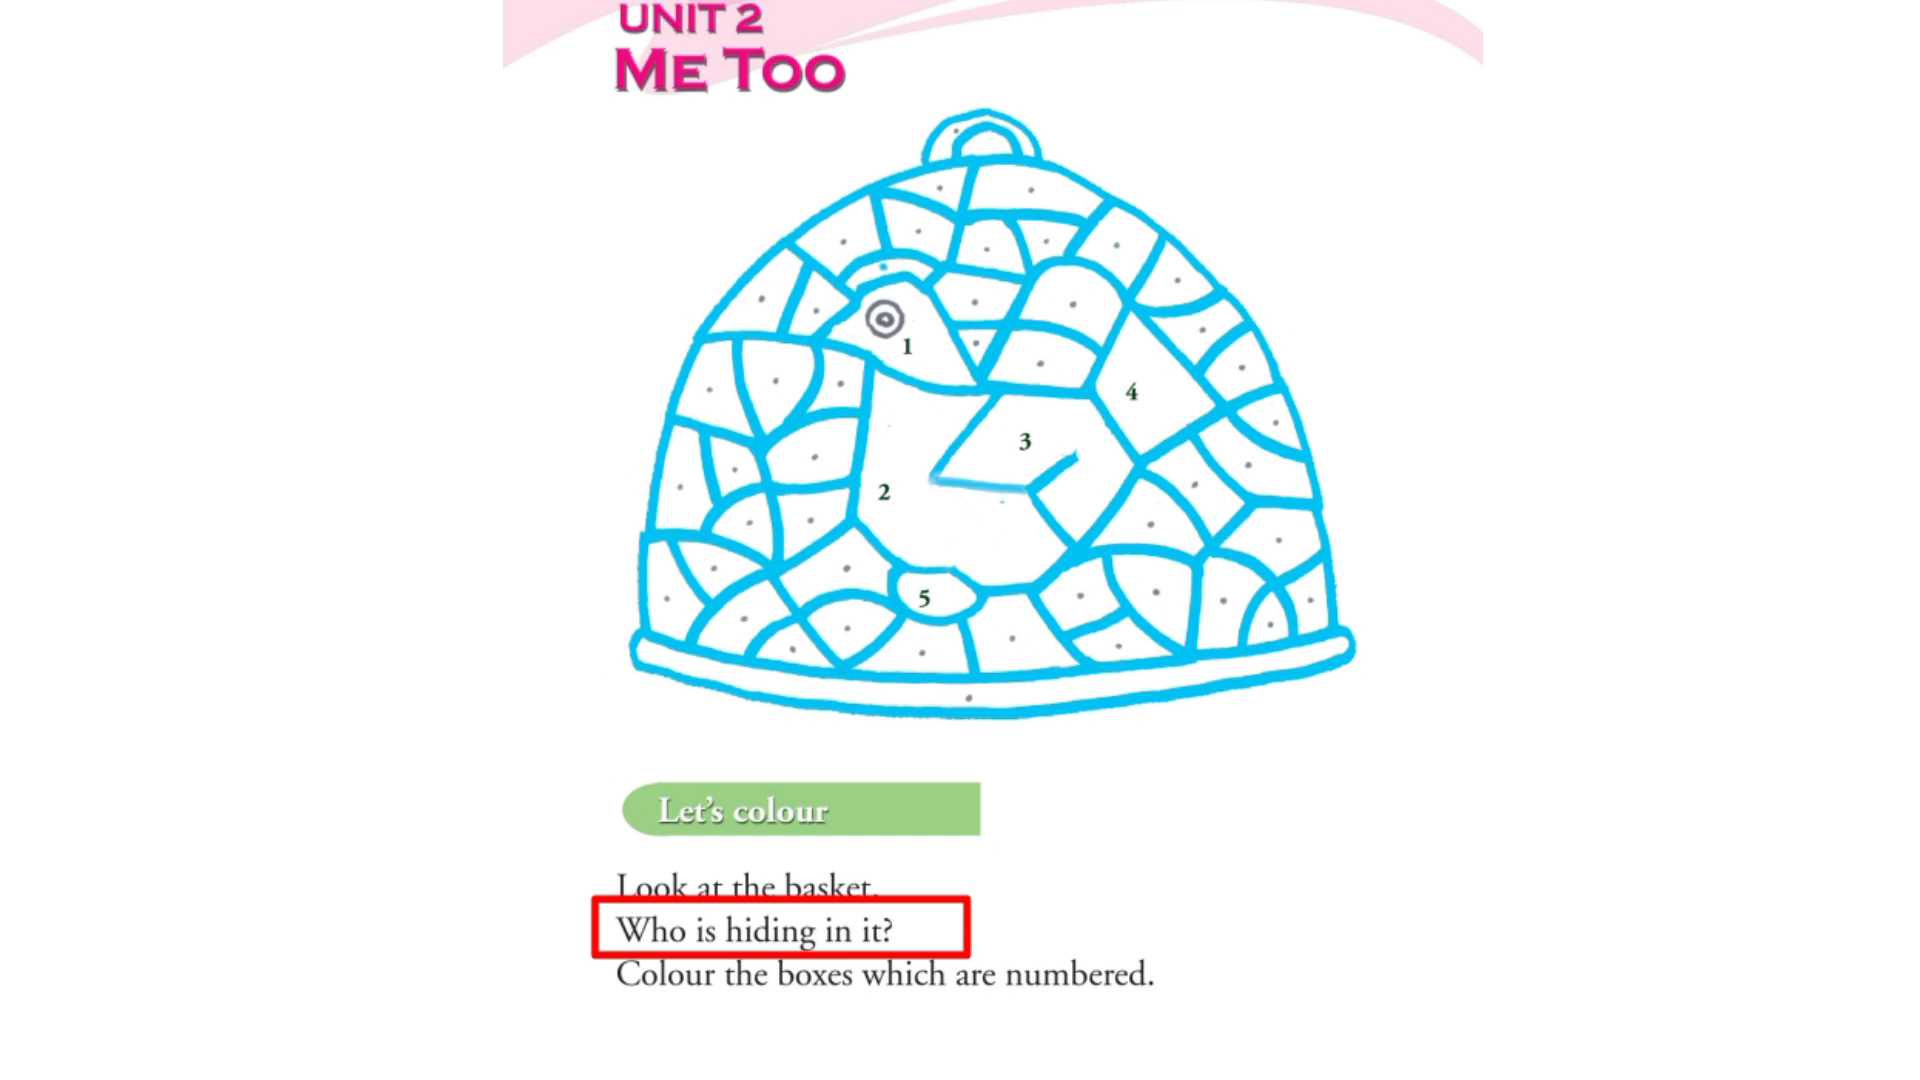 UNIT 2
ME TOO
1
4
3
2
5
Let's colour
Look at the basket.
Who is hiding in it?
Colour the boxes which are numbered.